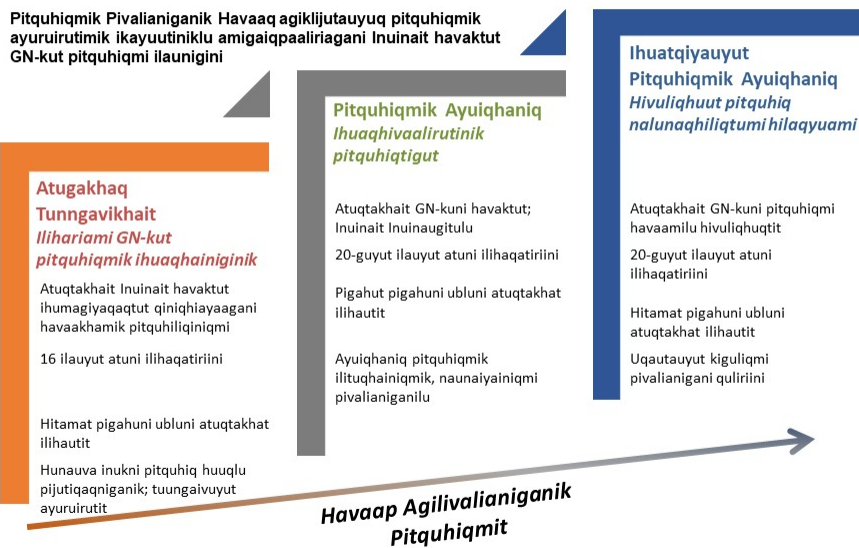 Pitquhiqmik Pivalianiganik Havaaq agiklijutauyuq pitquhiqmik
ayuruirutimik ikayuutiniklu amigaiqpaaliriagani Inuinait havaktut
GN-kut pitquhiqmi ilaunigini
Atugakhaq
Tunngavikhait
Ilihariami GN-kut
pitquhiqmik ihuaqhainiginik
Atuqtakhait Inuinait havaktut
ihumagiyaqaqtut qiniqhiayaagani
havaakhamik pitquhiliqiniqmi
16 ilauyut atuni ilihaqatiriini
Hitamat pigahuni ubluni atuqtakhat
ilihautit
Hunauva inukni pitquhiq huuqlu
pijutiqaqniganik; tuungaivuyut
ayuruirutit
Pitquhiqmik Ayuiqhaniq
Ihuaqhivaalirutinik
pitquhiqtigut
Atuqtakhait GN-kuni havaktut;
Inuinait Inuinaugitulu
20-guyut ilauyut atuni ilihaqatiriini
Pigahut pigahuni ubluni atuqtakhat
ilihautit
Ayuiqhaniq pitquhiqmik
ilituqhainiqmik, naunaiyainiqmi
pivalianiganilu
Ihuatqiyauyut
Pitquhiqmik Ayuiqhaniq
Hivuliqhuut pitquhiq
nalunaqhiliqtumi hilaqyuami
Atuqtakhait GN-kuni pitquhiqmi
havaamilu hivuliqhuqtit
20-guyut ilauyut atuni
ilihaqatiriini
Hitamat pigahuni ubluni
atuqtakhat ilihautit
Uqautauyut kiguliqmi
pivalianigani quliriini
Havaap Agilivalianiganik
Pitquhiqmit